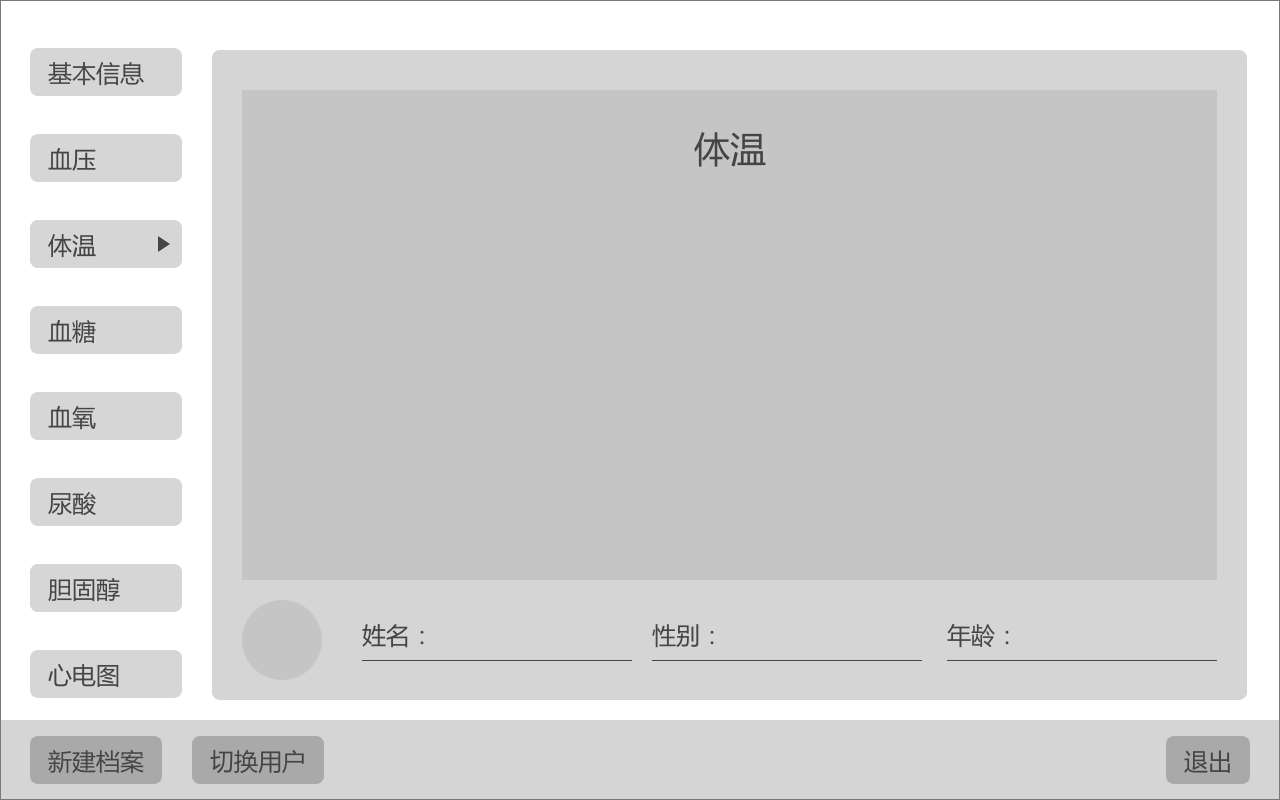 基本信息
血压
体温
血糖
血氧
尿酸
胆固醇
心电图
体温
姓名：
性别：
年龄：
新建档案
切换用户
退出